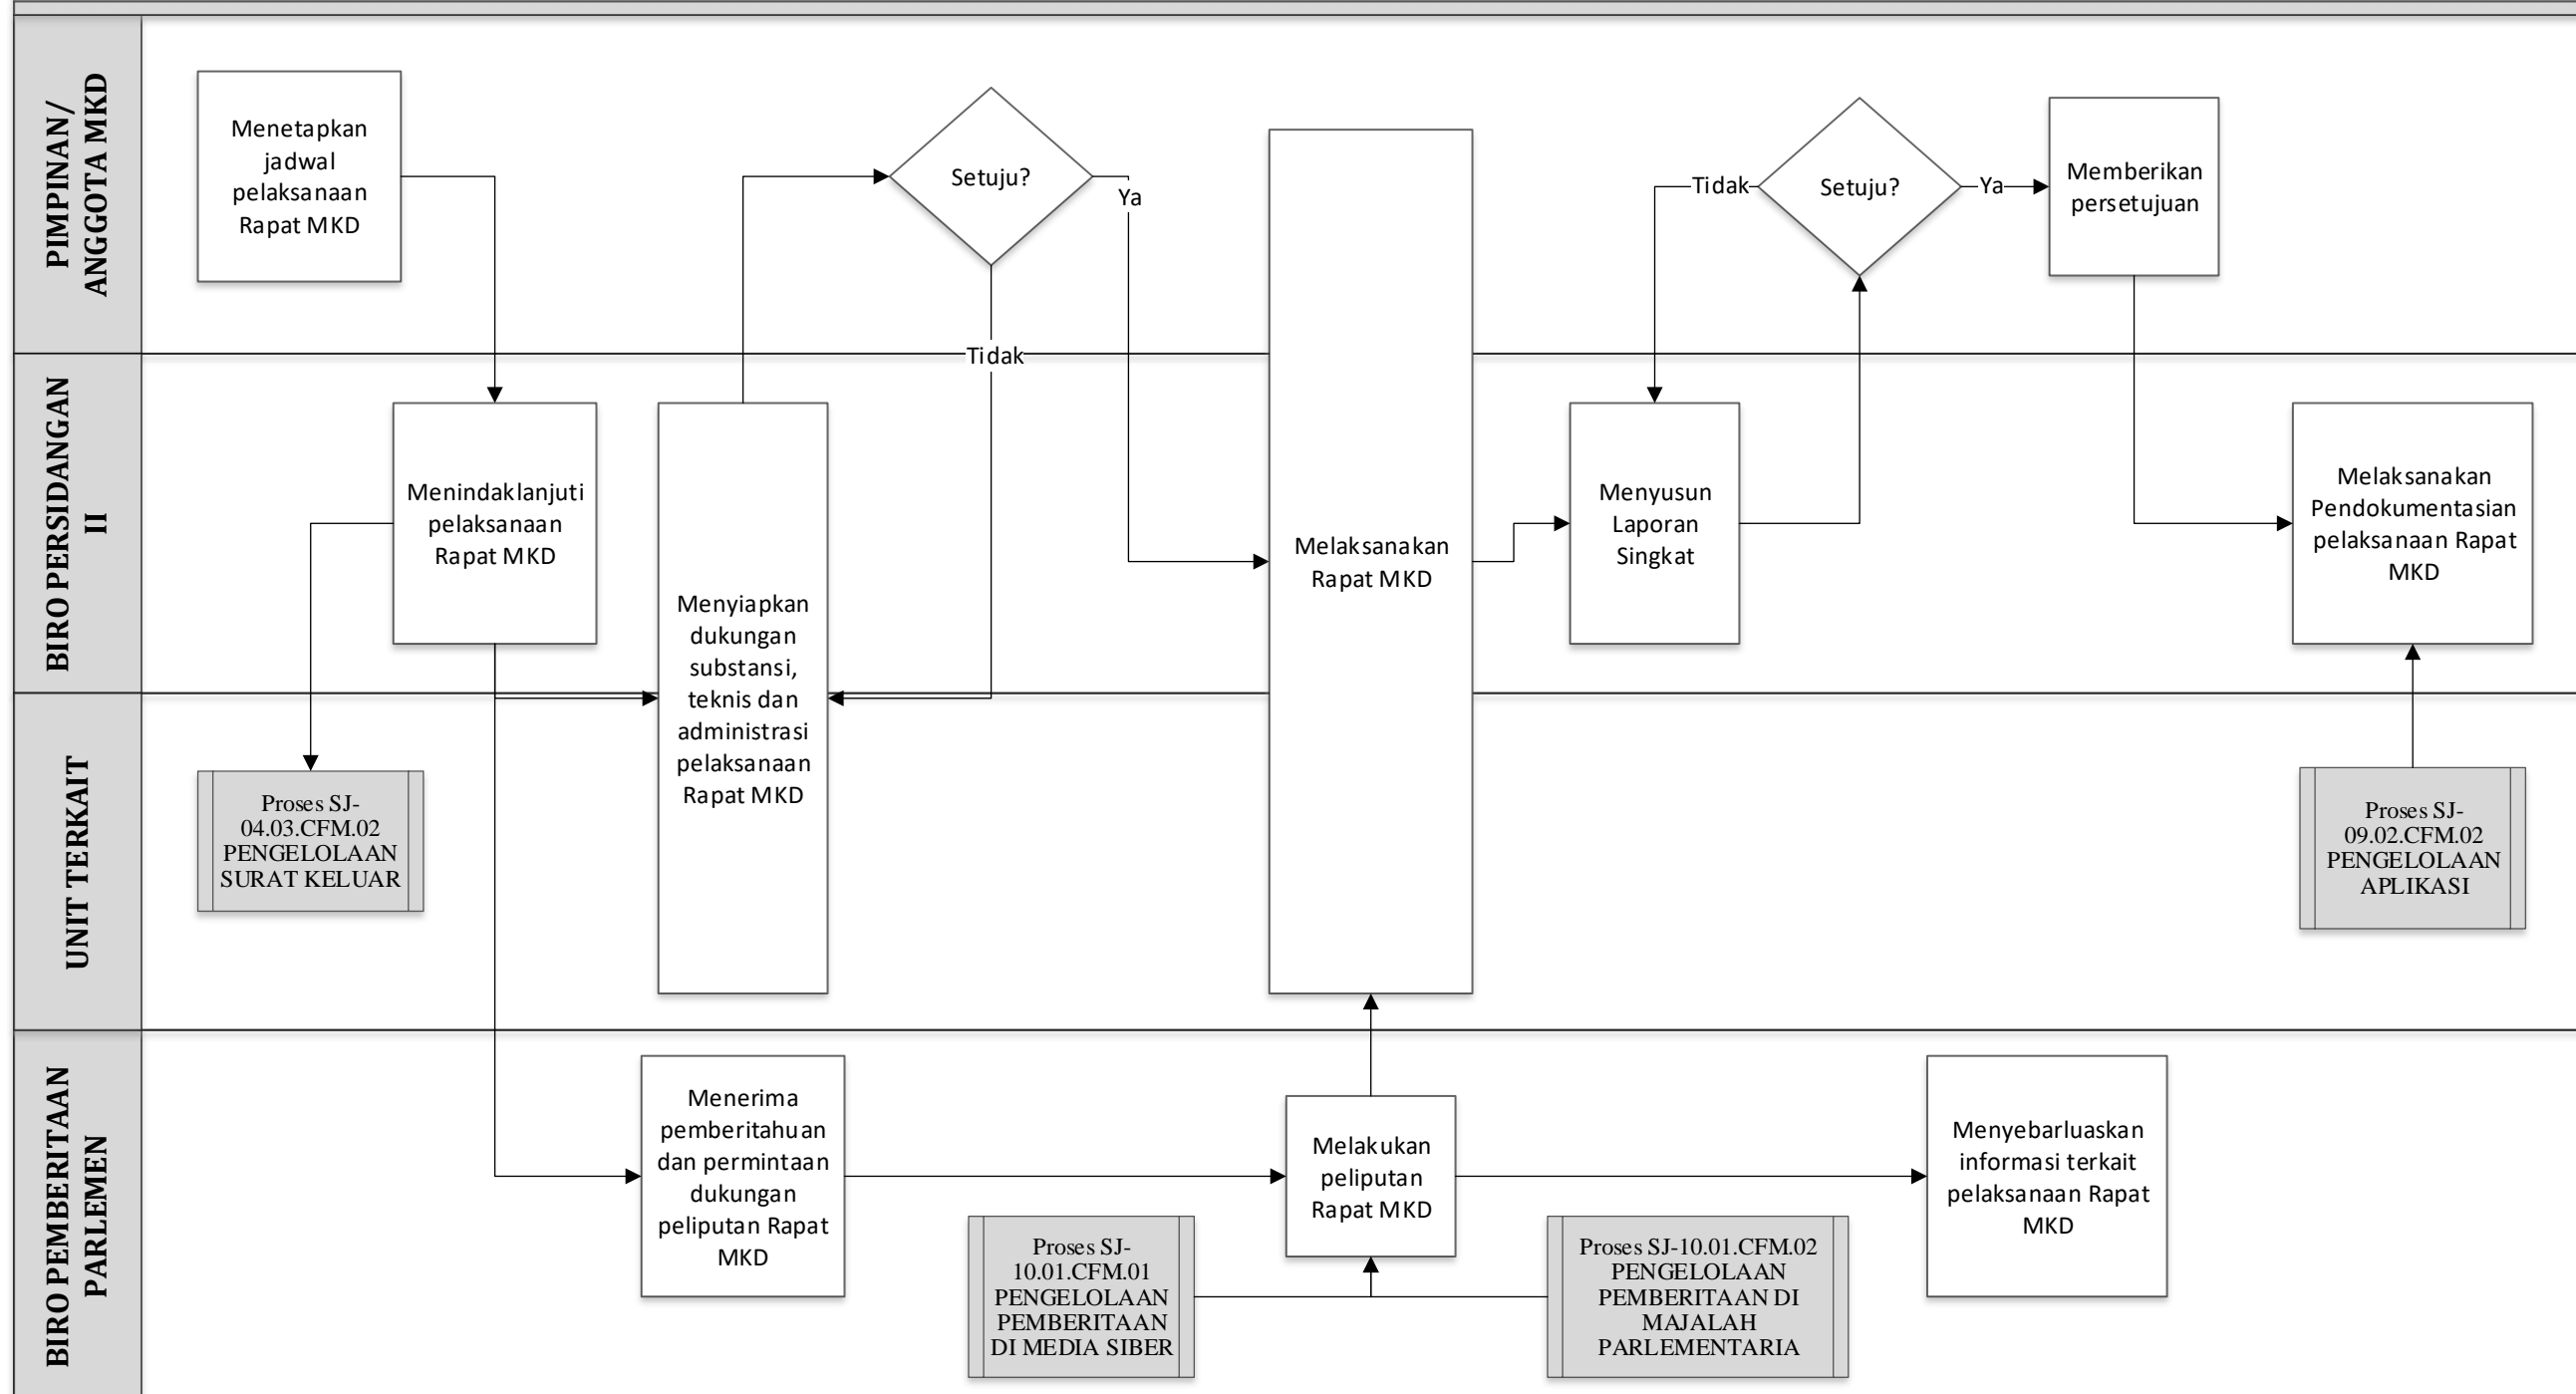 PIMPINAN/
ANGGOTA MKD
Menetapkan
jadwal
pelaksanaan
Rapat MKD
Setuju?
Ya
Tidak
Tidak
Setuju?
Ya
Memberikan
persetujuan
BIRO PERSIDANGAN
II
Menindaklanjuti
pelaksanaan
Rapat MKD
Menyiapkan
dukungan
substansi,
teknis dan
administrasi
pelaksanaan
Rapat MKD
Melaksanakan
Rapat MKD
Menyusun
Laporan
Singkat
Melaksanakan
Pendokumentasian
pelaksanaan Rapat
MKD
UNIT TERKAIT
Proses SJ-
04.03.CFM.02
PENGELOLAAN
SURAT KELUAR
Proses SJ-
09.02.CFM.02
PENGELOLAAN
APLIKASI
BIRO PEMBERITAAN
PARLEMEN
Menerima
pemberitahuan
dan permintaan
dukungan
peliputan Rapat
MKD
Melakukan
peliputan
Rapat MKD
Menyebarluaskan
informasi terkait
pelaksanaan Rapat
MKD
Proses SJ-
10.01.CFM.01
PENGELOLAAN
PEMBERITAAN
DI MEDIA SIBER
Proses SJ-10.01.CFM.02
PENGELOLAAN
PEMBERITAAN DI
MAJALAH
PARLEMENTARIA